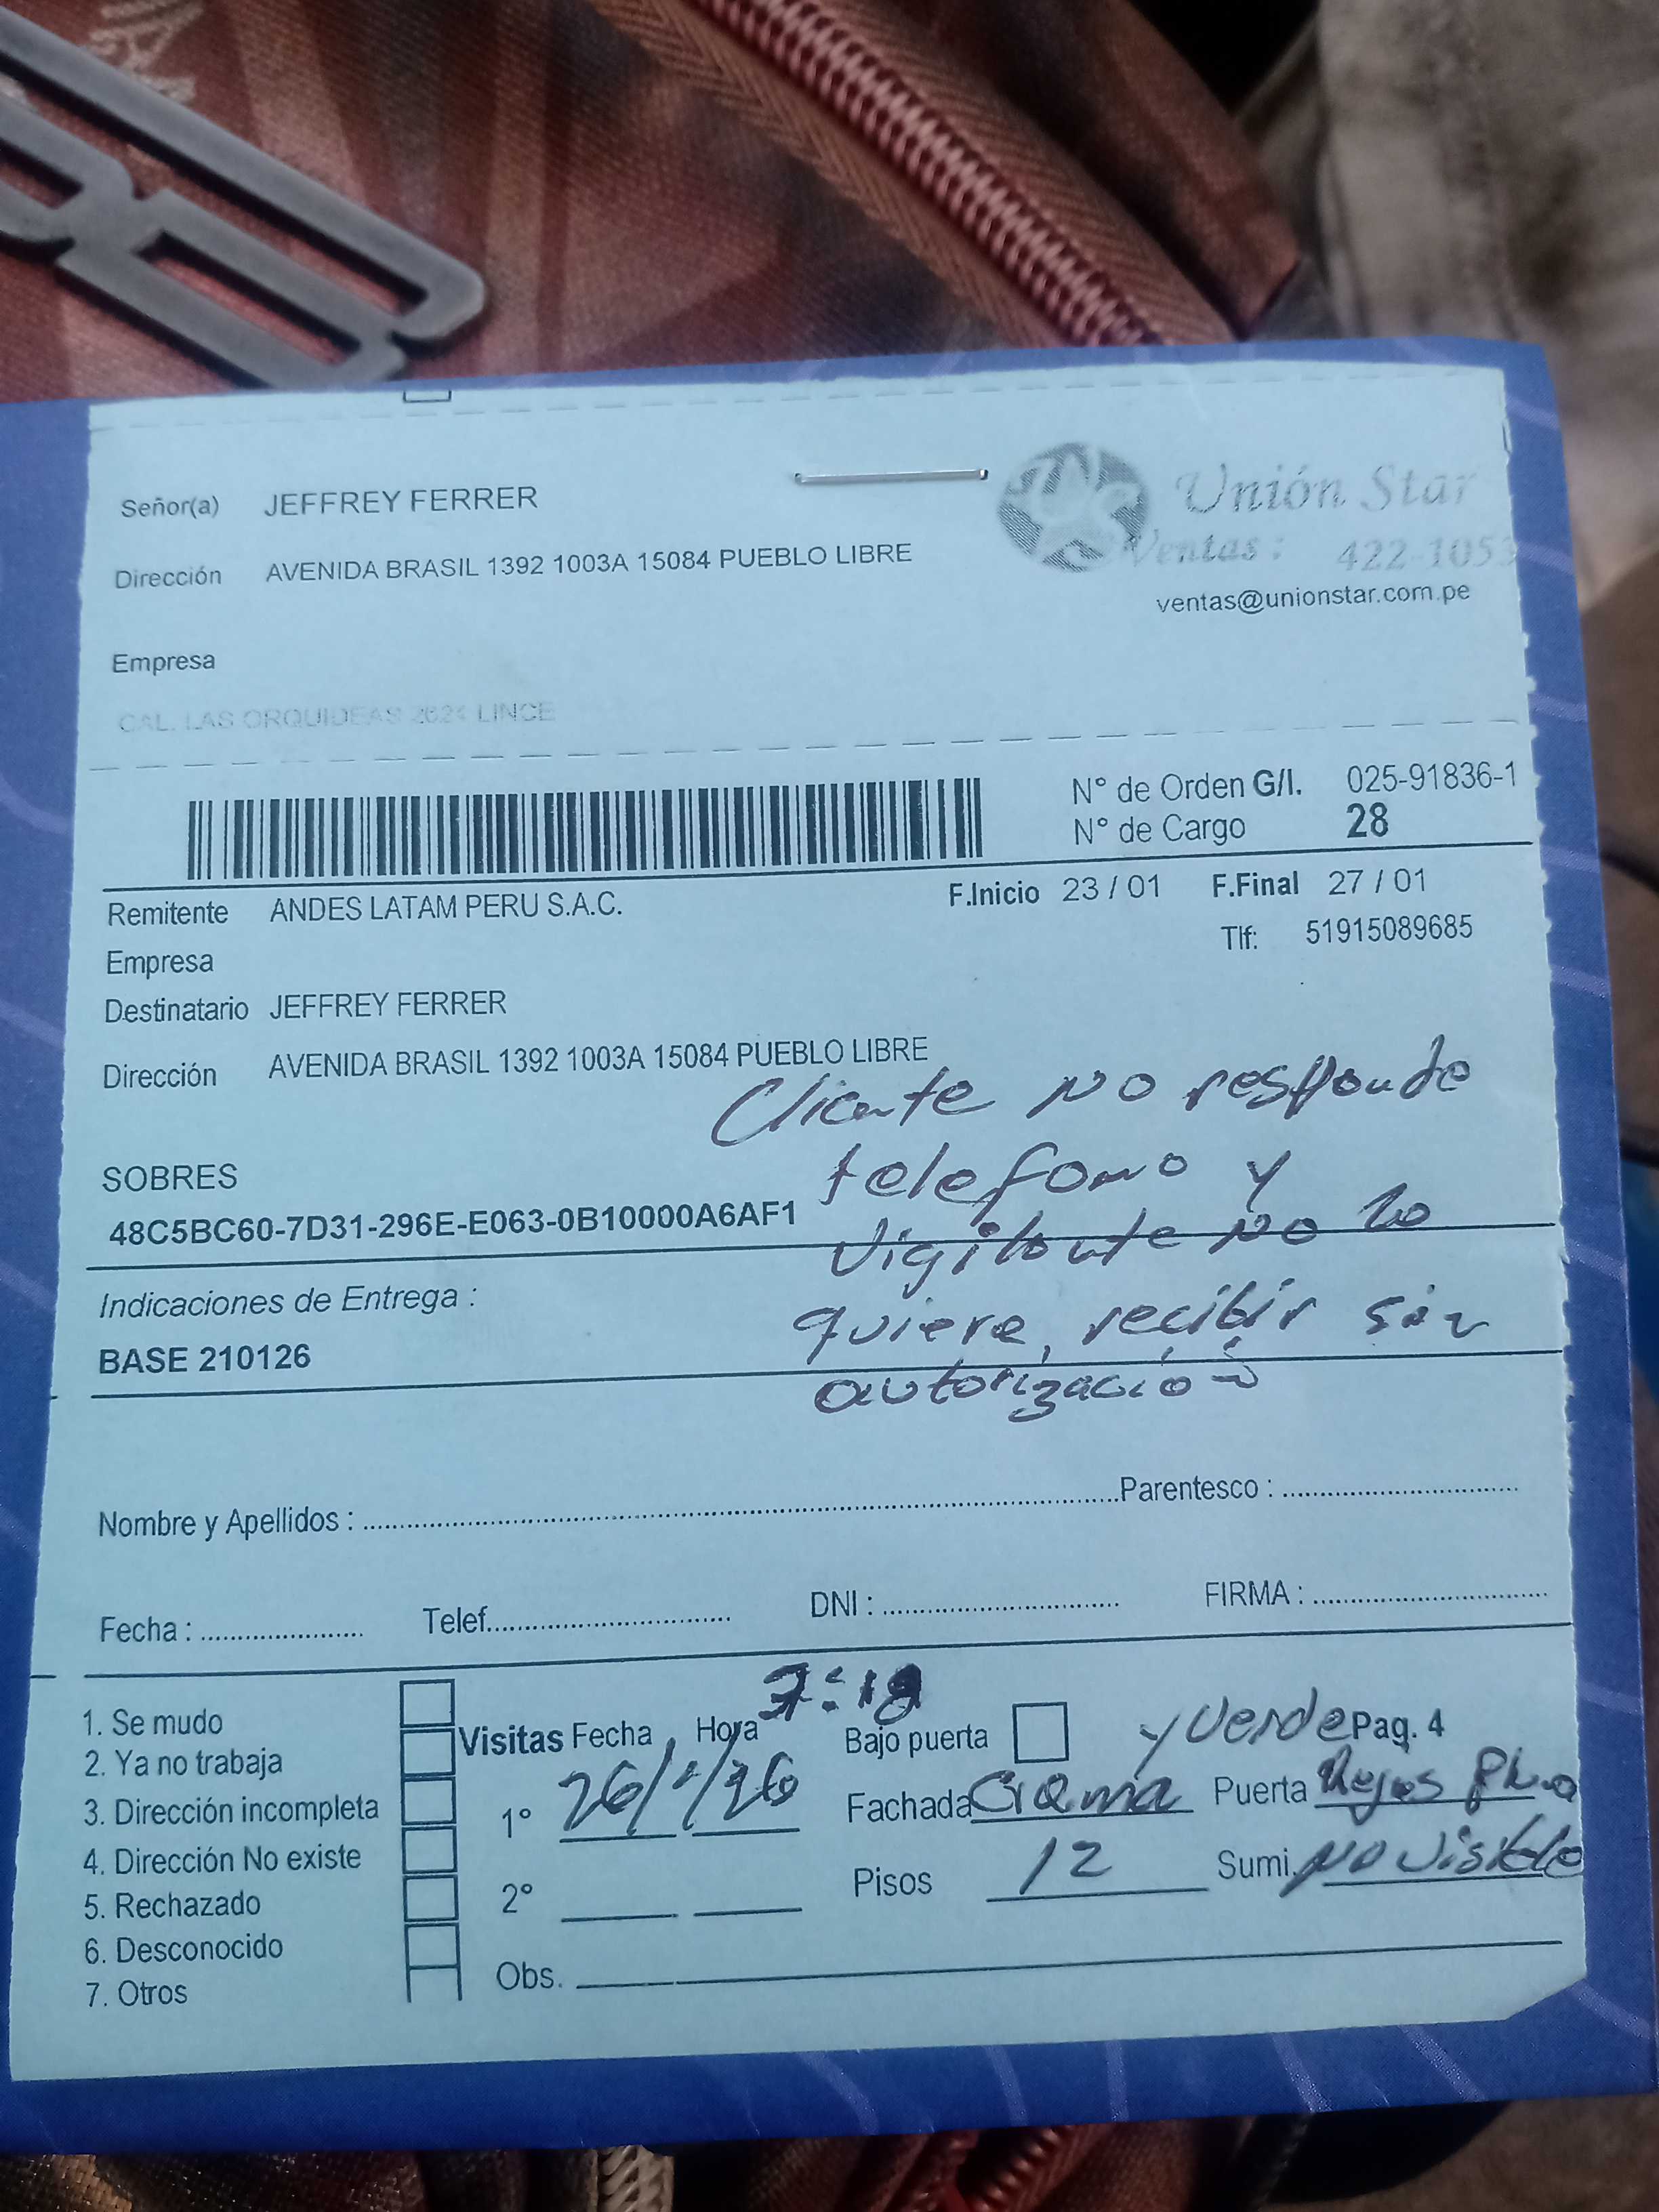 Señor(a) JEFFREY FERRER
Unión Star
Dirección AVENIDA BRASIL 1392 1003A 15084 PUEBLO LIBRE
Ventas : 422-1053
ventas@unionstar.com.pe
Empresa
CAL. LAS ORQUIDEAS 2624 LINCE
N° de Orden G/I. 025-91836-1
N° de Cargo 28
Remitente ANDES LATAM PERU S.A.C. F.Inicio 23 / 01 F.Final 27 / 01
Empresa Tlf: 51915089685
Destinatario JEFFREY FERRER
Dirección AVENIDA BRASIL 1392 1003A 15084 PUEBLO LIBRE
Cliente no responde
SOBRES telefono y
48C5BC60-7D31-296E-E063-0B10000A6AF1
Vigilante no lo
Indicaciones de Entrega :
quiere recibir sin
BASE 210126
autorización
Nombre y Apellidos : Parentesco :
Fecha : Telef. DNI : FIRMA :
1. Se mudo
2. Ya no trabaja
3. Dirección incompleta
4. Dirección No existe
5. Rechazado
6. Desconocido
7. Otros
Visitas Fecha Hora Bajo puerta y verde Pag. 4
1° 26/1/26 Fachada Crema Puerta Rejas
2° Pisos 12 Sumi. no visible
Obs.